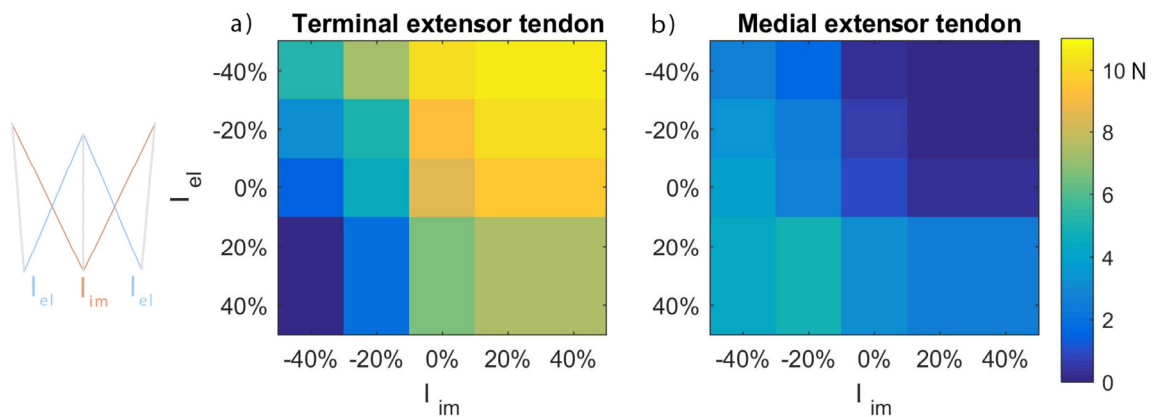 a) Terminal extensor tendon
b) Medial extensor tendon
I el
-40%
-20%
0%
20%
40%
-40% -20% 0% 20% 40%
I im
-40%
-20%
0%
20%
40%
-40% -20% 0% 20% 40%
I im
10 N
8
6
4
2
0
I el I im I el